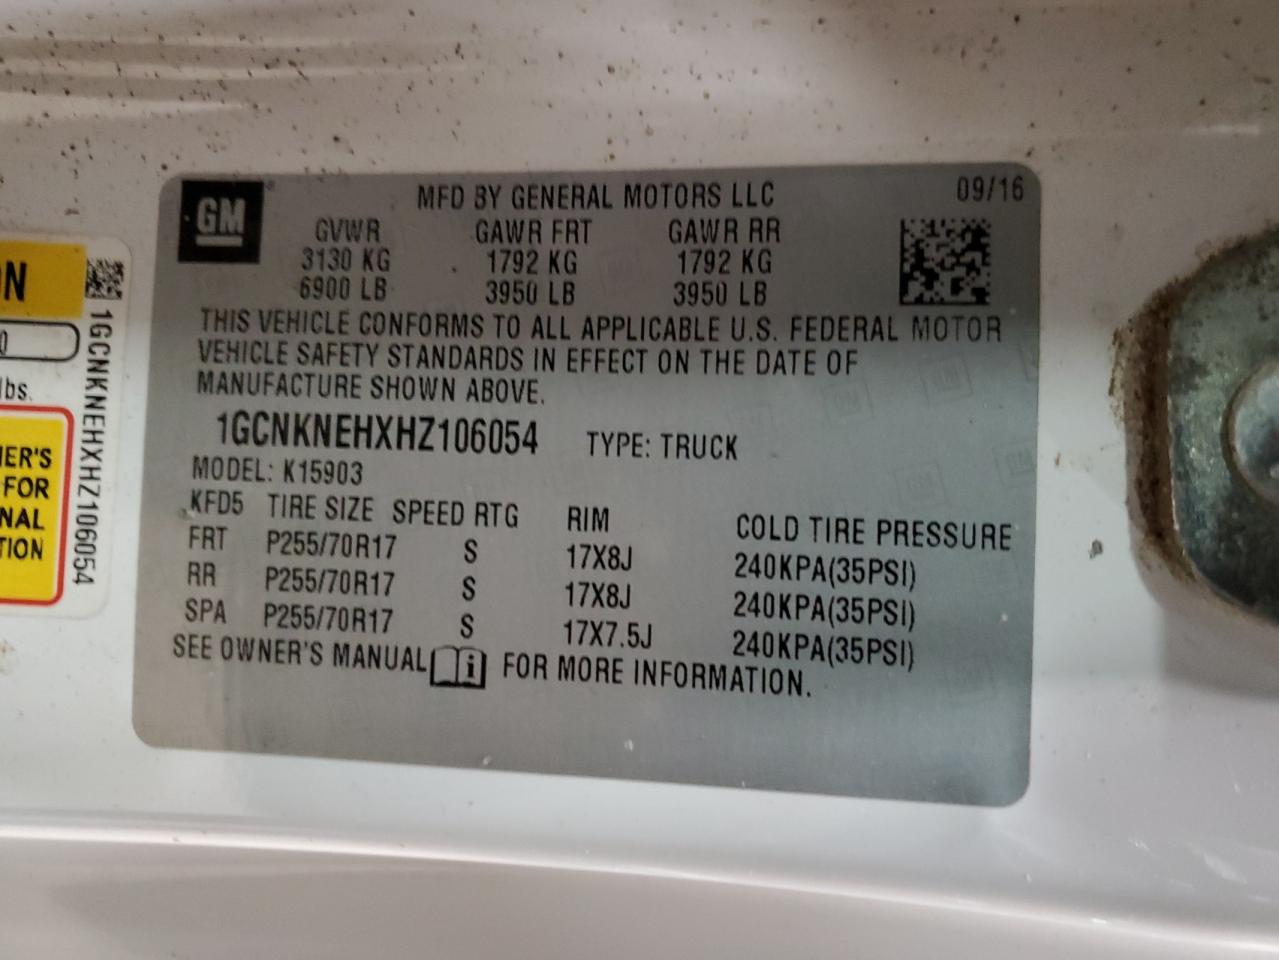 GM
MFD BY GENERAL MOTORS LLC 09/16
GVWR GAWR FRT GAWR RR
3130 KG 1792 KG 1792 KG
6900 LB 3950 LB 3950 LB
THIS VEHICLE CONFORMS TO ALL APPLICABLE U.S. FEDERAL MOTOR
VEHICLE SAFETY STANDARDS IN EFFECT ON THE DATE OF
MANUFACTURE SHOWN ABOVE.
1GCNKNEHXHZ106054 TYPE: TRUCK
MODEL: K15903
KFD5 TIRE SIZE SPEED RTG RIM COLD TIRE PRESSURE
FRT P255/70R17 S 17X8J 240KPA(35PSI)
RR P255/70R17 S 17X8J 240KPA(35PSI)
SPA P255/70R17 S 17X7.5J 240KPA(35PSI)
SEE OWNER'S MANUAL i FOR MORE INFORMATION.
ON
0
lbs.
NER'S
FOR
NAL
TION
1GCNKNEHXHZ106054